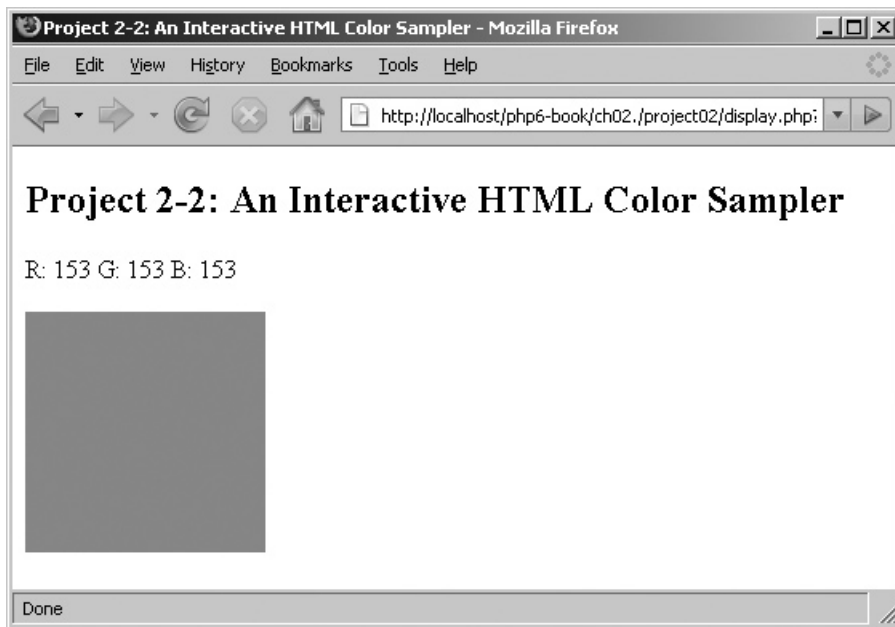 Project 2-2: An Interactive HTML Color Sampler - Mozilla Firefox
File Edit View History Bookmarks Tools Help
http://localhost/php6-book/ch02./project02/display.php?
Project 2-2: An Interactive HTML Color Sampler
R: 153 G: 153 B: 153
Done